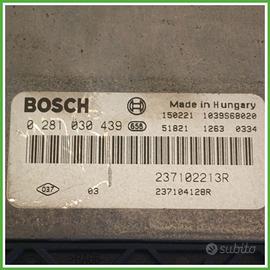 BOSCH
Made in Hungary
150221 1039S68020
0 281 030 439 658
51821 1263 0334
237102213R
037 03 237104128R
subito